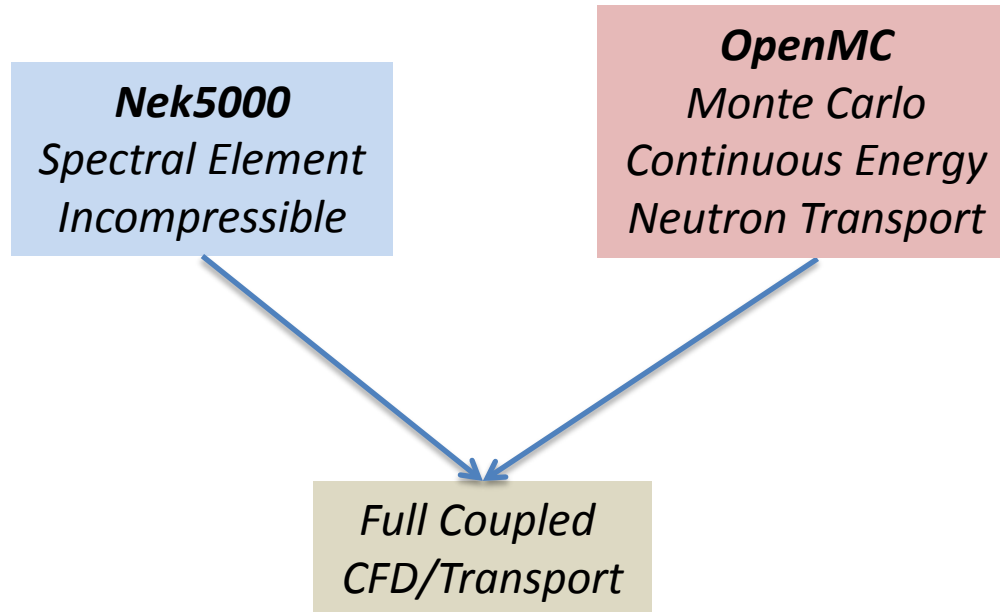 Nek5000
Spectral Element
Incompressible
OpenMC
Monte Carlo
Continuous Energy
Neutron Transport
Full Coupled
CFD/Transport